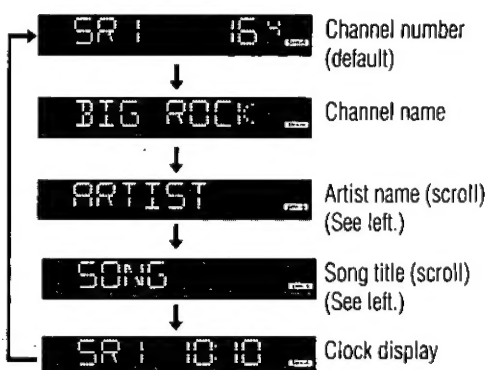 SR 1 164 Channel number
(default)
BIG ROCK Channel name
ARTIST Artist name (scroll)
(See left.)
SONG Song title (scroll)
(See left.)
SR 1 10:10 Clock display